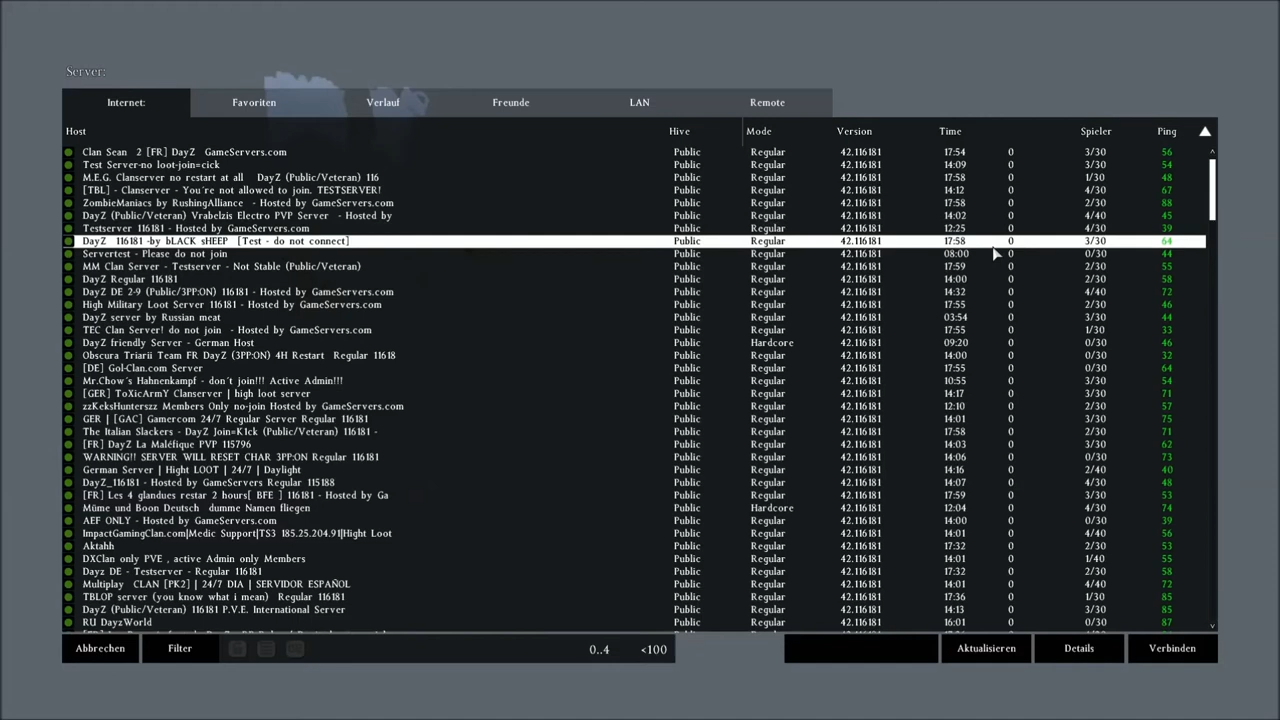 Server:
Internet: Favoriten Verlauf Freunde LAN Remote
Host Hive Mode Version Time Spieler Ping
Clan Sean 2 [FR] DayZ GameServers.com Public Regular 42.116181 17:54 0 3/30 56
Test Server-no loot-join=cick Public Regular 42.116181 14:09 0 3/30 54
M.E.G. Clanserver no restart at all DayZ (Public/Veteran) 116 Public Regular 42.116181 17:58 0 1/30 48
[TBL] - Clanserver - You're not allowed to join. TESTSERVER! Public Regular 42.116181 14:12 0 4/30 67
ZombieManiacs by RushingAlliance - Hosted by GameServers.com Public Regular 42.116181 17:58 0 2/30 88
DayZ (Public/Veteran) Vrabelzis Electro PVP Server - Hosted by Public Regular 42.116181 14:02 0 4/40 45
Testserver 116181 - Hosted by GameServers.com Public Regular 42.116181 12:25 0 4/30 39
DayZ 116181 -by bLACK sHEEP [Test - do not connect] Public Regular 42.116181 17:58 0 3/30 64
Servertest - Please do not join Public Regular 42.116181 08:00 0 0/30 44
MM Clan Server - Testserver - Not Stable (Public/Veteran) Public Regular 42.116181 17:59 0 2/30 55
DayZ Regular 116181 Public Regular 42.116181 14:00 0 2/30 58
DayZ DE 2-9 (Public/3PP:ON) 116181 - Hosted by GameServers.com Public Regular 42.116181 14:32 0 4/40 72
High Military Loot Server 116181 - Hosted by GameServers.com Public Regular 42.116181 17:55 0 2/30 46
DayZ server by Russian meat Public Regular 42.116181 03:54 0 3/30 44
TEC Clan Server! do not join - Hosted by GameServers.com Public Regular 42.116181 17:55 0 1/30 33
DayZ friendly Server - German Host Public Hardcore 42.116181 09:20 0 0/30 46
Obscura Triarii Team FR DayZ (3PP:ON) 4H Restart Regular 11618 Public Regular 42.116181 14:00 0 0/30 32
[DE] Gol-Clan.com Server Public Regular 42.116181 17:55 0 0/30 64
Mr.Chow's Hahnenkampf - don't join!!! Active Admin!!! Public Regular 42.116181 10:55 0 3/30 54
[GER] ToXicArmY Clanserver | high loot server Public Regular 42.116181 14:17 0 4/30 71
zzKeksHunterszz Members Only no-join Hosted by GameServers.com Public Regular 42.116181 12:10 0 2/30 57
GER | [GAC] Gamercom 24/7 Regular Server Regular 116181 Public Regular 42.116181 14:01 0 4/30 75
The Italian Slackers - DayZ Join=K1ck (Public/Veteran) 116181 - Public Regular 42.116181 17:58 0 2/30 71
[FR] DayZ La Maléfique PVP 115796 Public Regular 42.116181 14:03 0 3/30 62
WARNING!! SERVER WILL RESET CHAR 3PP:ON Regular 116181 Public Regular 42.116181 14:06 0 0/30 73
German Server | Hight LOOT | 24/7 | Daylight Public Regular 42.116181 14:16 0 2/40 40
DayZ_116181 - Hosted by GameServers Regular 115188 Public Regular 42.116181 14:07 0 4/30 48
[FR] Les 4 glandues restar 2 hours[ BFE ] 116181 - Hosted by Ga Public Regular 42.116181 17:59 0 3/30 53
Müme und Boon Deutsch dumme Namen fliegen Public Hardcore 42.116181 12:04 0 3/40 74
AEF ONLY - Hosted by GameServers.com Public Regular 42.116181 14:00 0 0/30 39
ImpactGamingClan.com|Medic Support|TS3 185.25.204.91|Hight Loot Public Regular 42.116181 14:01 0 4/40 56
Aktahh Public Regular 42.116181 17:32 0 2/30 53
DXClan only PVE , active Admin only Members Public Regular 42.116181 14:01 0 1/40 55
Dayz DE - Testserver - Regular 116181 Public Regular 42.116181 17:32 0 2/30 58
Multiplay CLAN [PK2] | 24/7 DIA | SERVIDOR ESPAÑOL Public Regular 42.116181 14:01 0 4/40 72
TBLOP server (you know what i mean) Regular 116181 Public Regular 42.116181 17:36 0 1/30 85
DayZ (Public/Veteran) 116181 P.V.E. International Server Public Regular 42.116181 14:13 0 3/30 85
RU DayzWorld Public Regular 42.116181 16:01 0 0/30 87
Abbrechen Filter 0..4 <100 Aktualisieren Details Verbinden